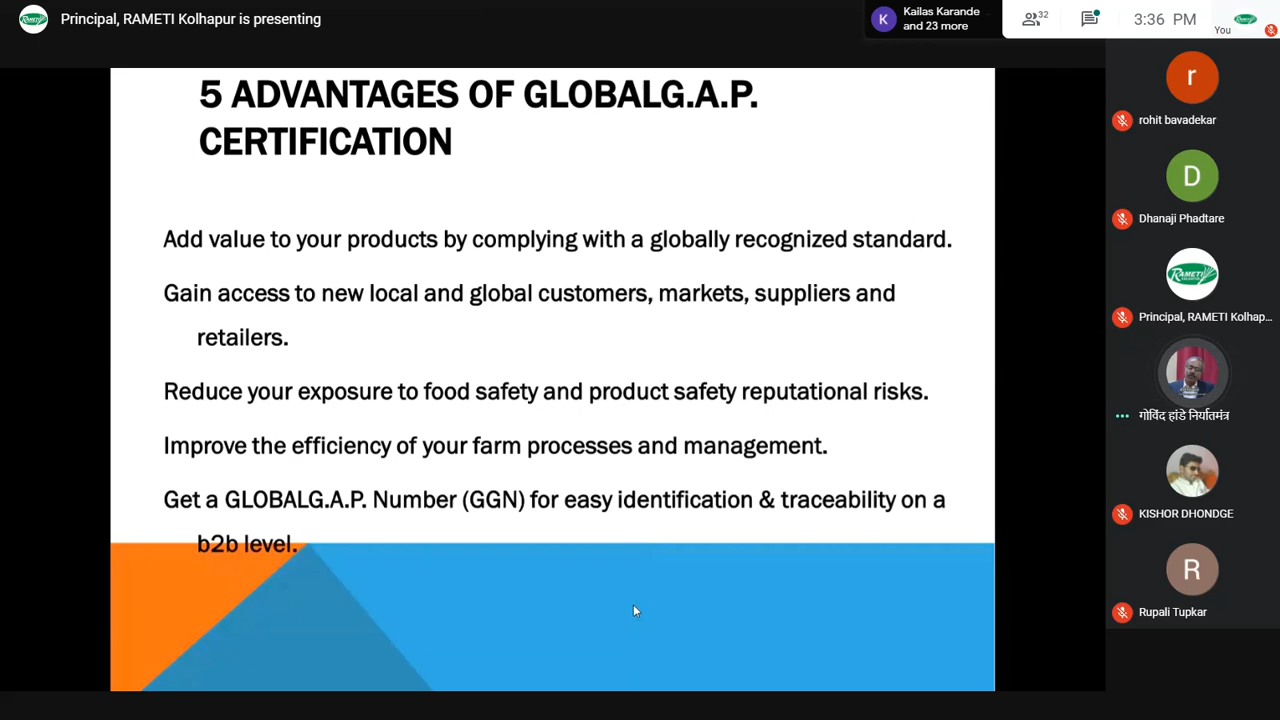 Principal, RAMETI Kolhapur is presenting
Kailas Karande
and 23 more
32
3:36 PM
You
5 ADVANTAGES OF GLOBALG.A.P.
CERTIFICATION
Add value to your products by complying with a globally recognized standard.
Gain access to new local and global customers, markets, suppliers and
retailers.
Reduce your exposure to food safety and product safety reputational risks.
Improve the efficiency of your farm processes and management.
Get a GLOBALG.A.P. Number (GGN) for easy identification & traceability on a
b2b level.
K
r
rohit bavadekar
D
Dhanaji Phadtare
RAMETI
Principal, RAMETI Kolhap...
गोविंद हांडे निर्यातमंत्र
KISHOR DHONDGE
R
Rupali Tupkar